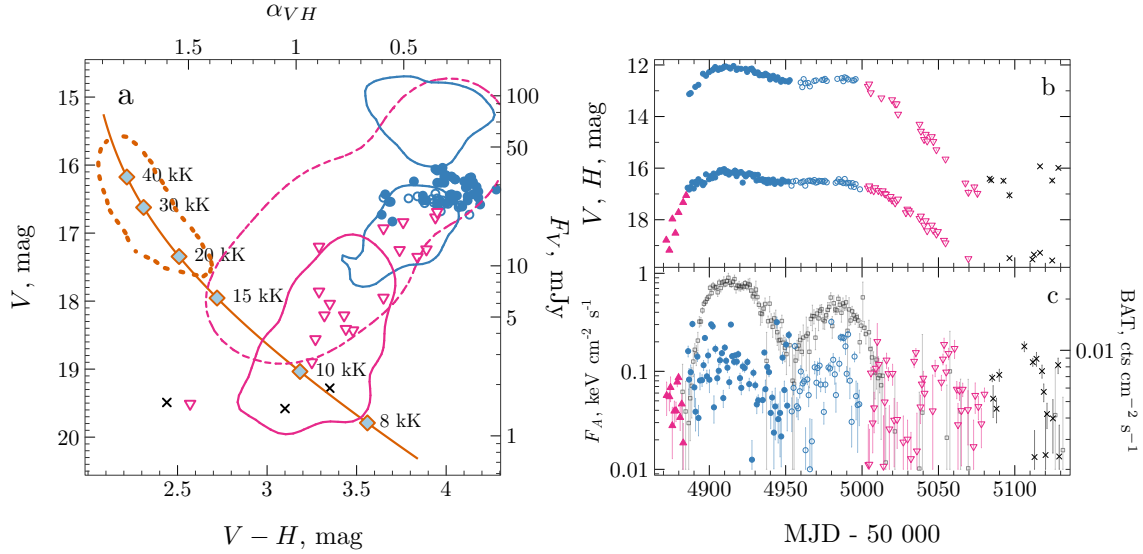 α_VH
1.5 1 0.5
a
15
16
17
18
19
20
V, mag
40 kK
30 kK
20 kK
15 kK
10 kK
8 kK
100
50
10
5
1
F_ν, mJy
2.5 3 3.5 4
V − H, mag
b
12
14
16
18
V, H, mag
c
1
0.1
0.01
F_A, keV cm⁻² s⁻¹
0.01
BAT, cts cm⁻² s⁻¹
4900 4950 5000 5050 5100
MJD - 50 000